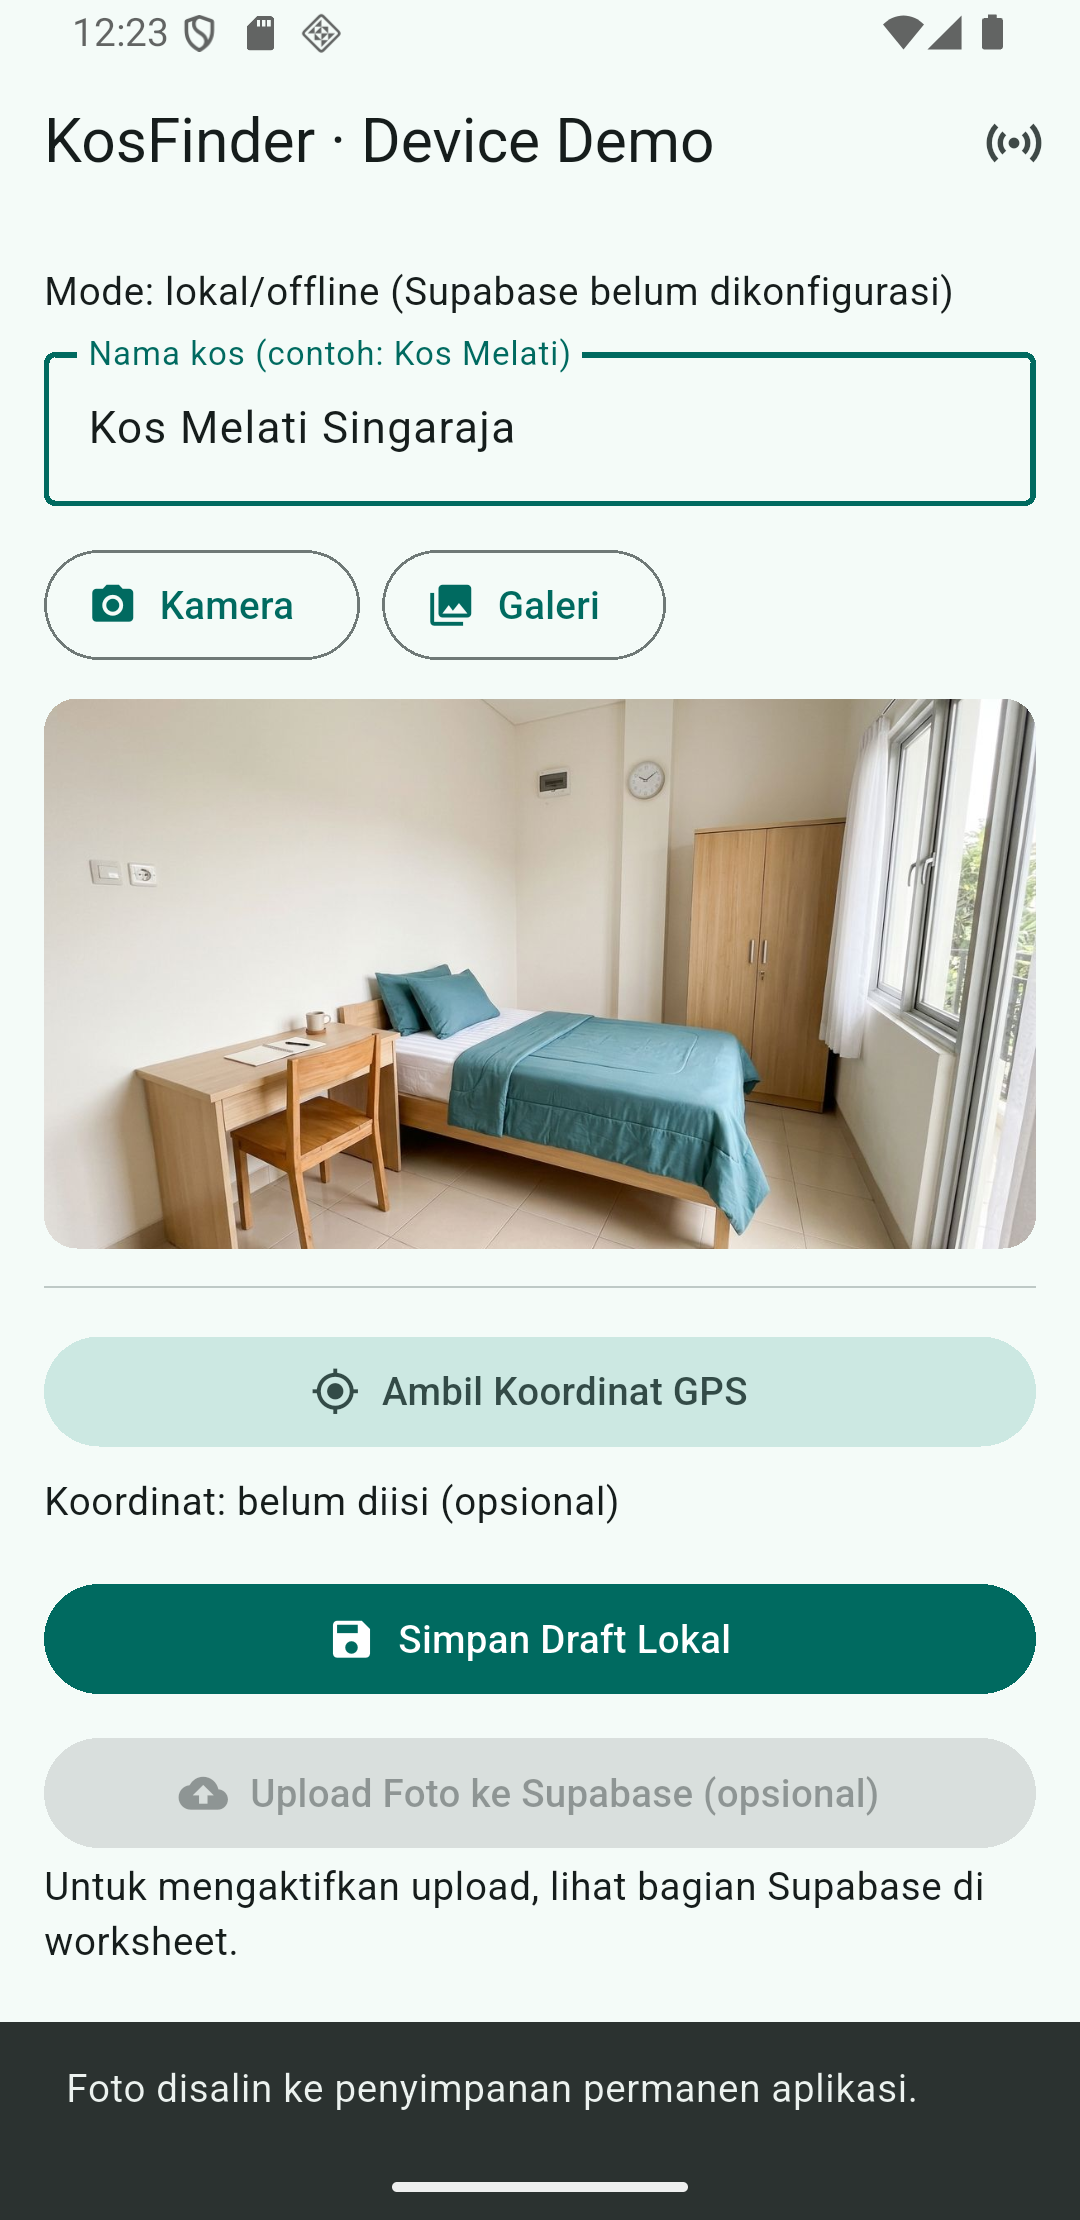 12:23
KosFinder · Device Demo
Mode: lokal/offline (Supabase belum dikonfigurasi)
Nama kos (contoh: Kos Melati)
Kos Melati Singaraja
Kamera
Galeri
Ambil Koordinat GPS
Koordinat: belum diisi (opsional)
Simpan Draft Lokal
Upload Foto ke Supabase (opsional)
Untuk mengaktifkan upload, lihat bagian Supabase di
worksheet.
Foto disalin ke penyimpanan permanen aplikasi.